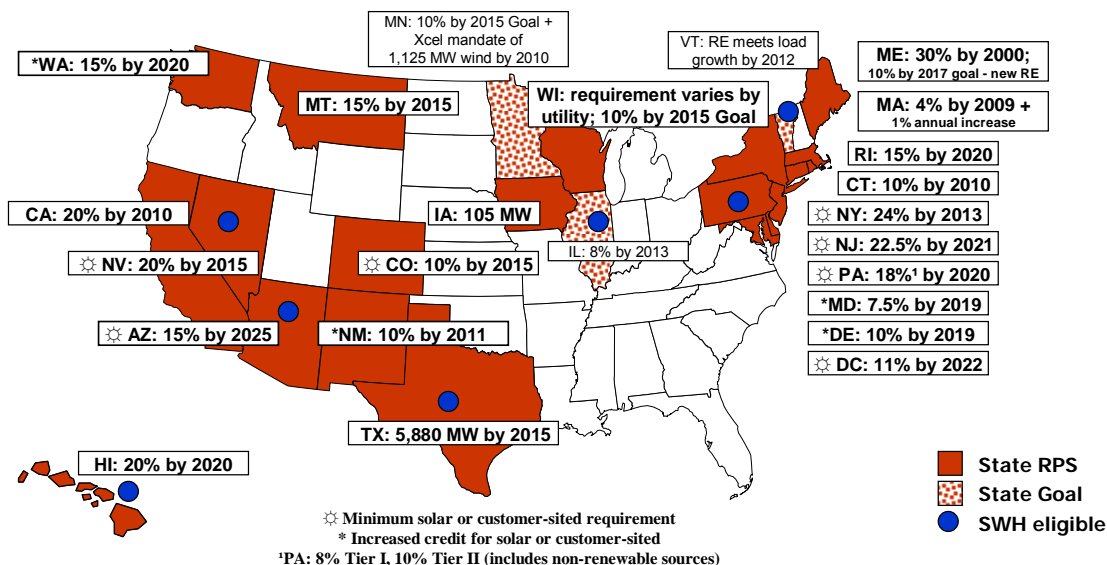 MN: 10% by 2015 Goal +
Xcel mandate of
1,125 MW wind by 2010
VT: RE meets load
growth by 2012
ME: 30% by 2000;
10% by 2017 goal - new RE
*WA: 15% by 2020
MT: 15% by 2015
WI: requirement varies by
utility; 10% by 2015 Goal
MA: 4% by 2009 +
1% annual increase
RI: 15% by 2020
CT: 10% by 2010
CA: 20% by 2010
IA: 105 MW
☼ NY: 24% by 2013
IL: 8% by 2013
☼ NJ: 22.5% by 2021
☼ NV: 20% by 2015
☼ CO: 10% by 2015
☼ PA: 18%¹ by 2020
*MD: 7.5% by 2019
☼ AZ: 15% by 2025
*NM: 10% by 2011
*DE: 10% by 2019
☼ DC: 11% by 2022
TX: 5,880 MW by 2015
HI: 20% by 2020
State RPS
State Goal
SWH eligible
☼ Minimum solar or customer-sited requirement
* Increased credit for solar or customer-sited
¹PA: 8% Tier I, 10% Tier II (includes non-renewable sources)